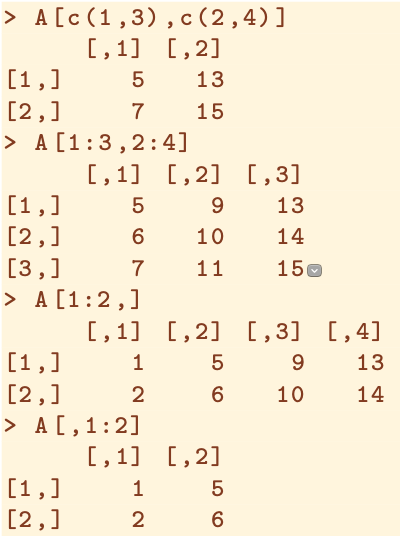 > A[c(1,3),c(2,4)]
     [,1] [,2]
[1,]    5   13
[2,]    7   15
> A[1:3,2:4]
     [,1] [,2] [,3]
[1,]    5    9   13
[2,]    6   10   14
[3,]    7   11   15
> A[1:2,]
     [,1] [,2] [,3] [,4]
[1,]    1    5    9   13
[2,]    2    6   10   14
> A[,1:2]
     [,1] [,2]
[1,]    1    5
[2,]    2    6